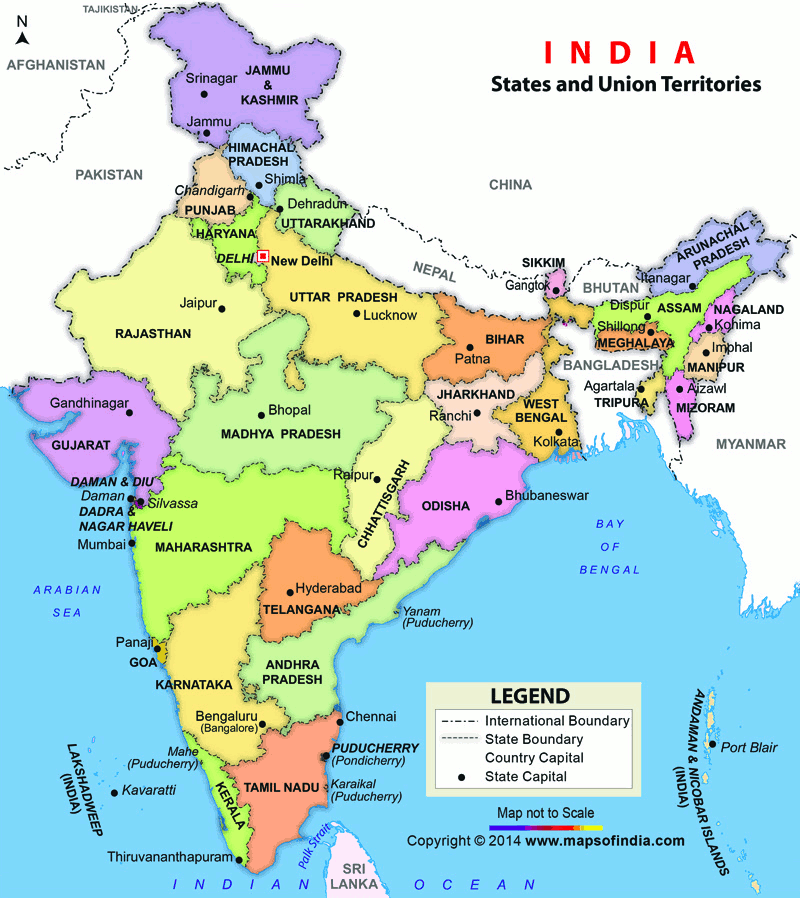 TAJIKISTAN
N
AFGHANISTAN
INDIA
States and Union Territories
JAMMU
&
KASHMIR
Srinagar
Jammu
HIMACHAL
PRADESH
Shimla
PAKISTAN
CHINA
Chandigarh
PUNJAB
Dehradun
UTTARAKHAND
HARYANA
DELHI
New Delhi
NEPAL
SIKKIM
Gangtok
BHUTAN
ARUNACHAL
PRADESH
Itanagar
Jaipur
RAJASTHAN
UTTAR PRADESH
Lucknow
BIHAR
Patna
Dispur
ASSAM
NAGALAND
Kohima
Shillong
MEGHALAYA
Imphal
MANIPUR
BANGLADESH
Agartala
TRIPURA
Aizawl
MIZORAM
MYANMAR
Gandhinagar
GUJARAT
Bhopal
MADHYA PRADESH
JHARKHAND
Ranchi
WEST
BENGAL
Kolkata
DAMAN & DIU
Daman
Silvassa
DADRA &
NAGAR HAVELI
Mumbai
MAHARASHTRA
Raipur
CHHATTISGARH
ODISHA
Bhubaneswar
BAY
OF
BENGAL
ARABIAN
SEA
Hyderabad
TELANGANA
Yanam
(Puducherry)
Panaji
GOA
KARNATAKA
ANDHRA
PRADESH
Bengaluru
(Bangalore)
Chennai
Mahe
(Puducherry)
PUDUCHERRY
(Pondicherry)
Karaikal
(Puducherry)
TAMIL NADU
KERALA
LAKSHADWEEP
(INDIA)
Kavaratti
Thiruvananthapuram
Palk Strait
SRI
LANKA
INDIAN OCEAN
LEGEND
International Boundary
State Boundary
Country Capital
State Capital
Map not to Scale
Copyright © 2014 www.mapsofindia.com
ANDAMAN & NICOBAR ISLANDS
(INDIA)
Port Blair